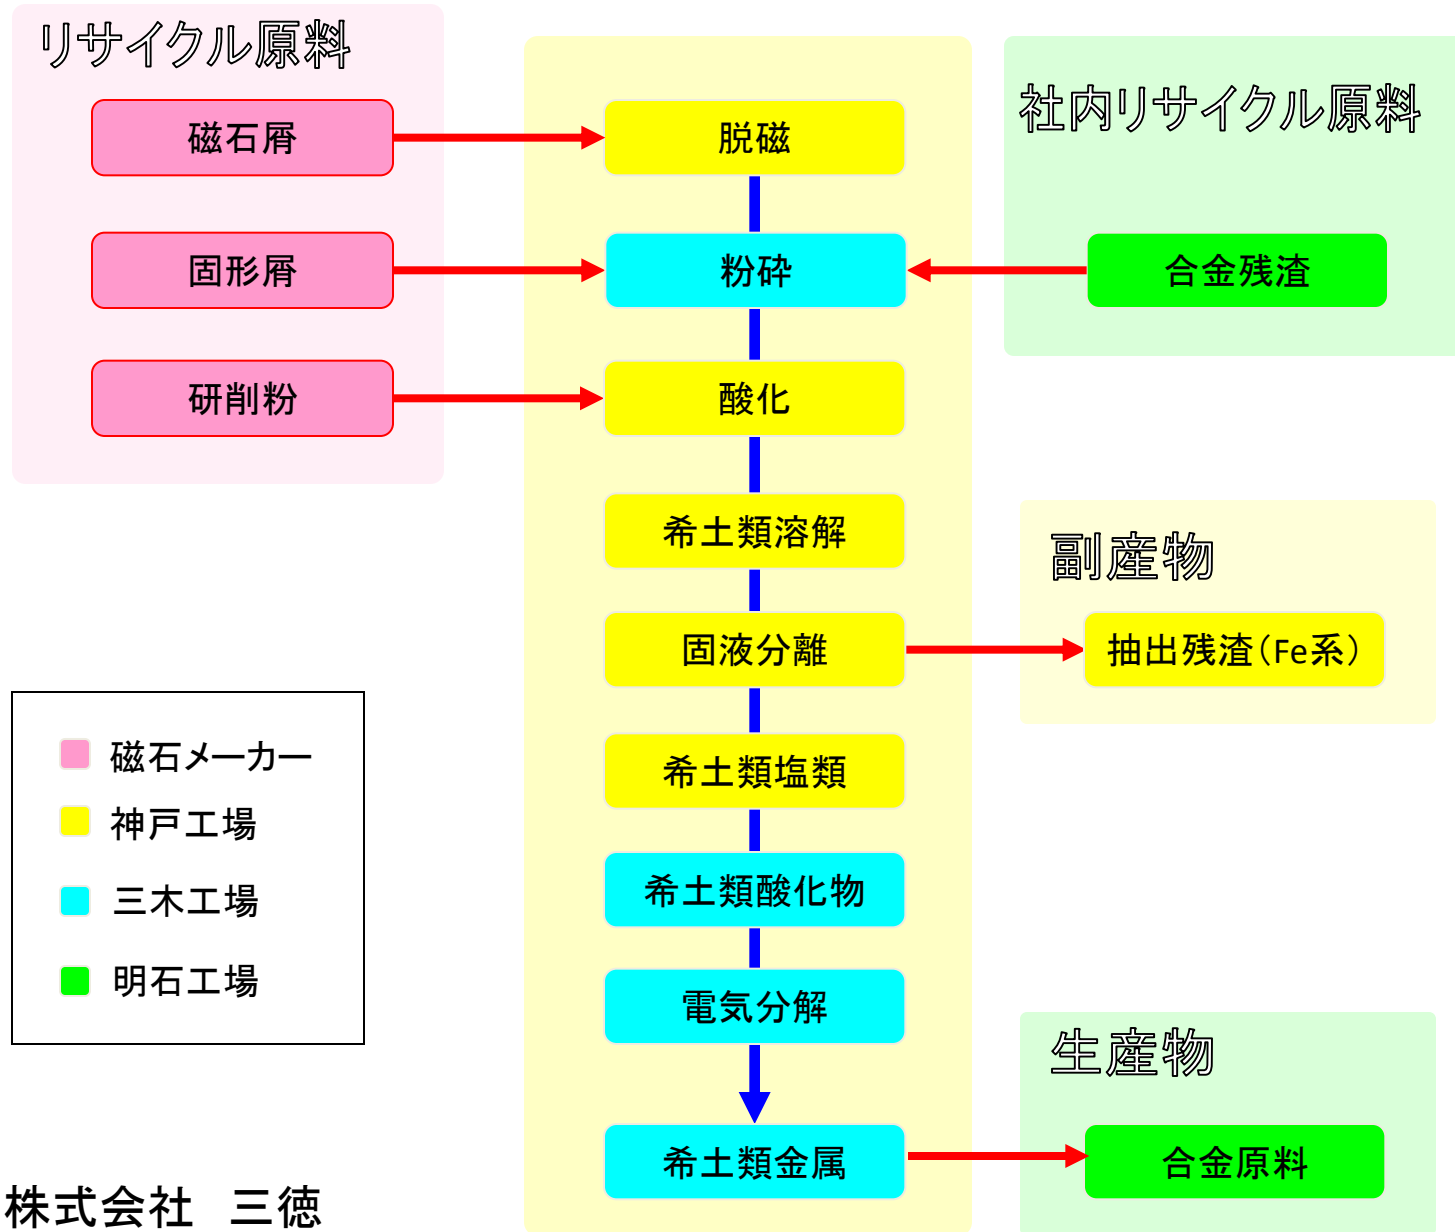 リサイクル原料
磁石屑
固形屑
研削粉
脱磁
粉砕
酸化
希土類溶解
固液分離
希土類塩類
希土類酸化物
電気分解
希土類金属
社内リサイクル原料
合金残渣
副産物
抽出残渣(Fe系)
生産物
合金原料
磁石メーカー
神戸工場
三木工場
明石工場
株式会社 三徳